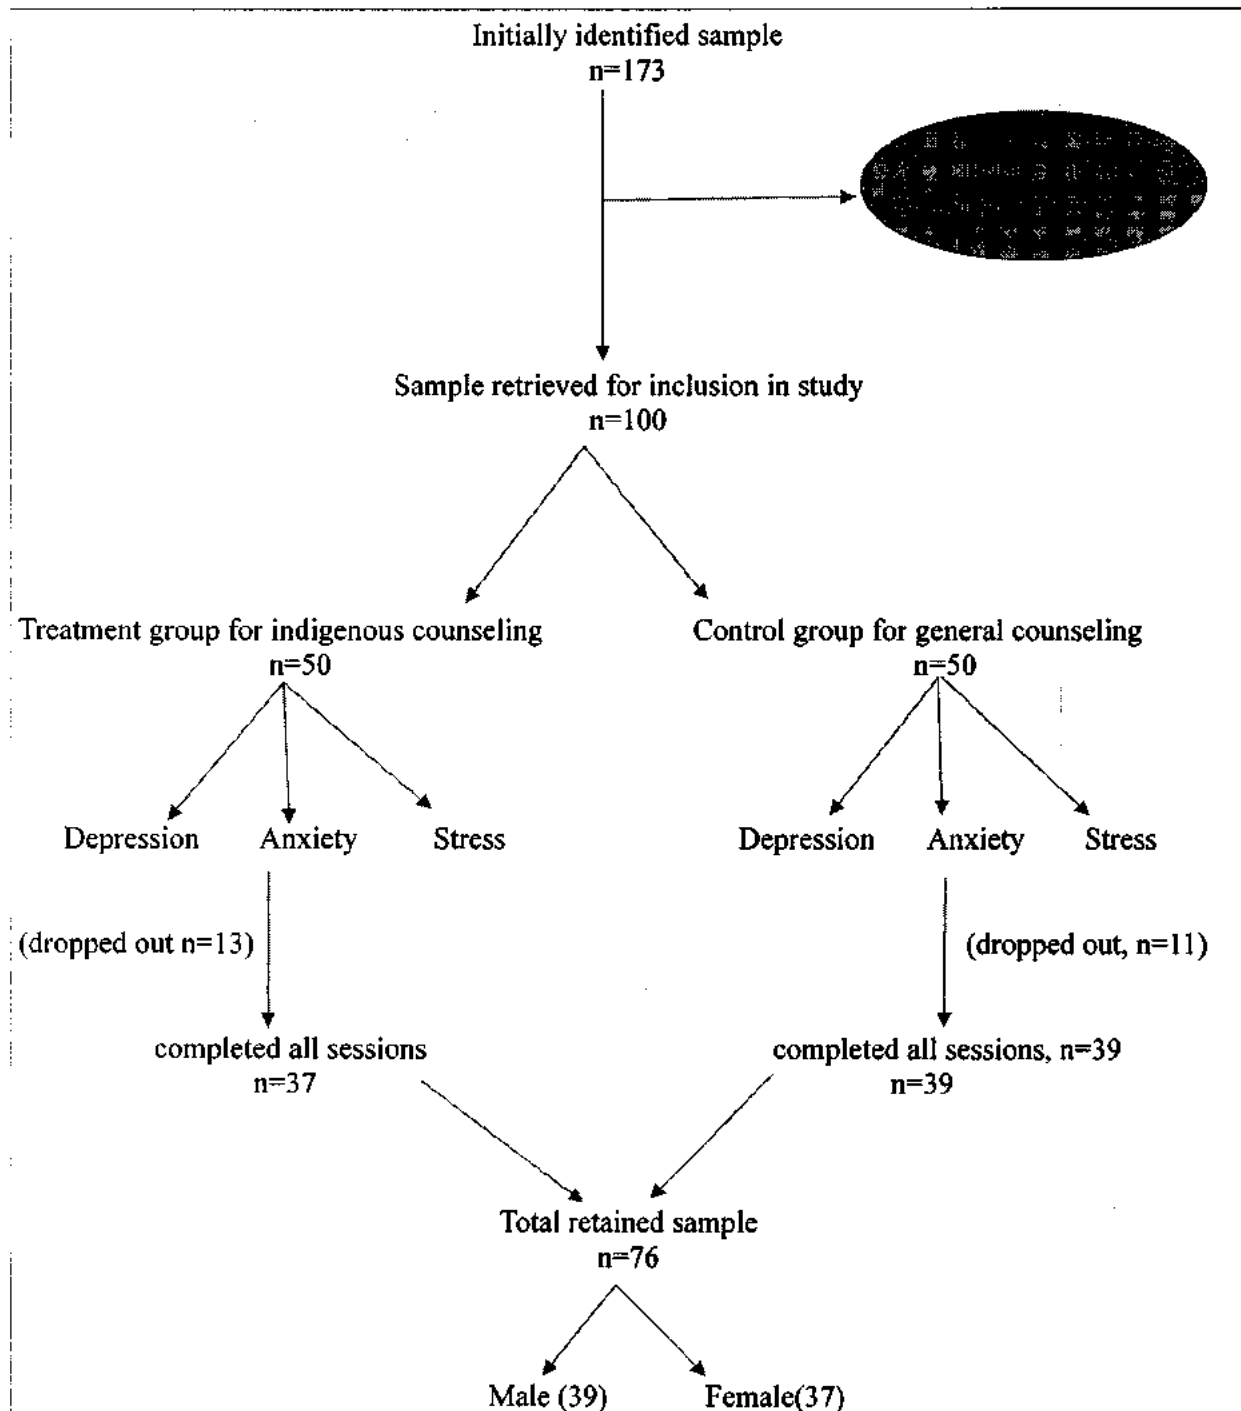 Initially identified sample
n=173
Sample retrieved for inclusion in study
n=100
Treatment group for indigenous counseling
n=50
Control group for general counseling
n=50
Depression Anxiety Stress
Depression Anxiety Stress
(dropped out n=13)
(dropped out, n=11)
completed all sessions
n=37
completed all sessions, n=39
n=39
Total retained sample
n=76
Male (39) Female(37)